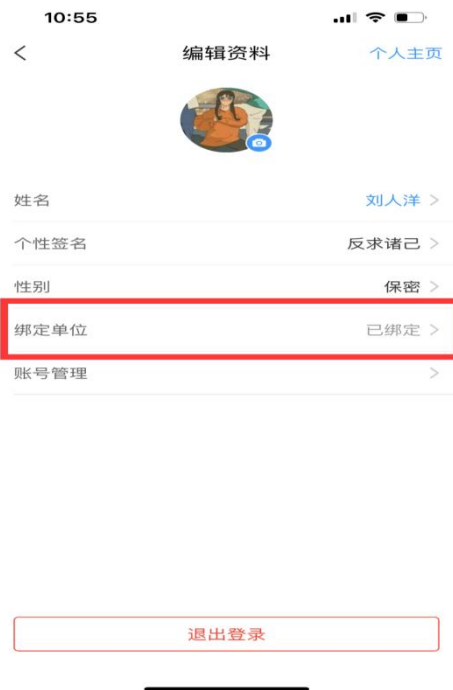 10:55
编辑资料 个人主页
姓名 刘人洋
个性签名 反求诸己
性别 保密
绑定单位 已绑定
账号管理
退出登录